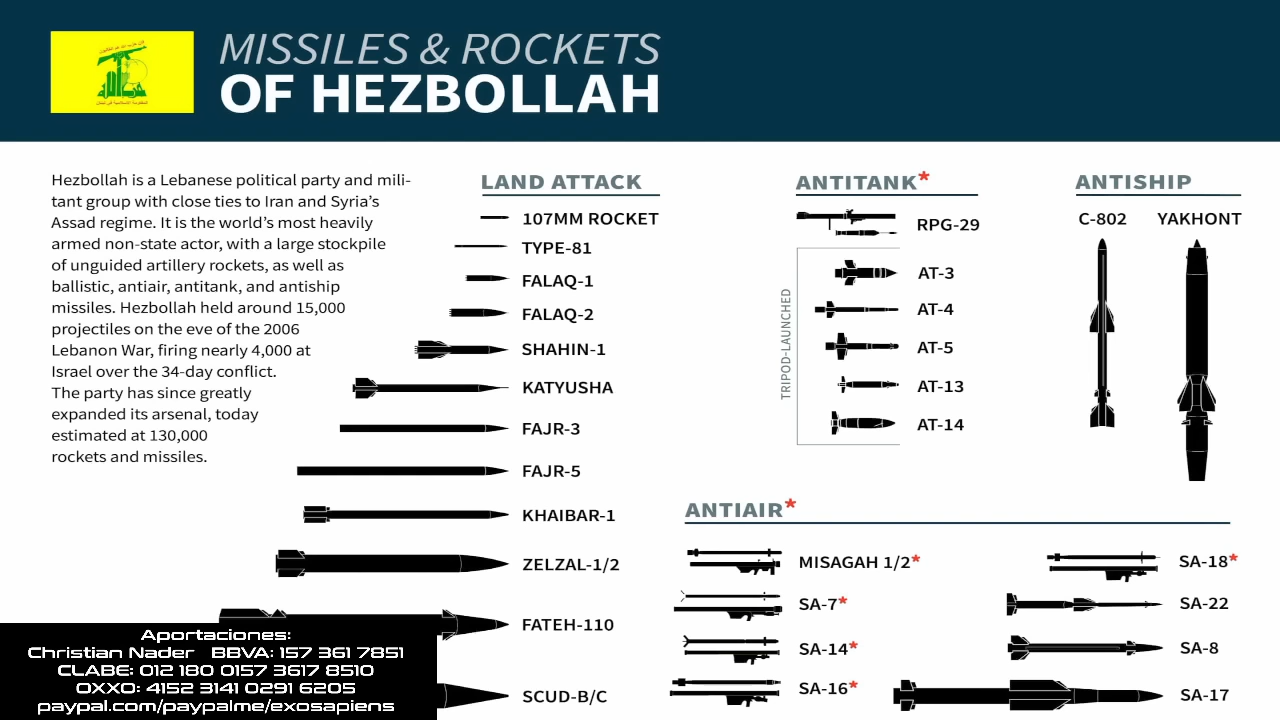 MISSILES & ROCKETS
OF HEZBOLLAH
Hezbollah is a Lebanese political party and mili-
tant group with close ties to Iran and Syria's
Assad regime. It is the world's most heavily
armed non-state actor, with a large stockpile
of unguided artillery rockets, as well as
ballistic, antiair, antitank, and antiship
missiles. Hezbollah held around 15,000
projectiles on the eve of the 2006
Lebanon War, firing nearly 4,000 at
Israel over the 34-day conflict.
The party has since greatly
expanded its arsenal, today
estimated at 130,000
rockets and missiles.
LAND ATTACK
107MM ROCKET
TYPE-81
FALAQ-1
FALAQ-2
SHAHIN-1
KATYUSHA
FAJR-3
FAJR-5
KHAIBAR-1
ZELZAL-1/2
FATEH-110
SCUD-B/C
ANTITANK*
RPG-29
TRIPOD-LAUNCHED
AT-3
AT-4
AT-5
AT-13
AT-14
ANTISHIP
C-802 YAKHONT
ANTIAIR*
MISAGAH 1/2*
SA-7*
SA-14*
SA-16*
SA-18*
SA-22
SA-8
SA-17
Aportaciones:
Christian Nader BBVA: 157 361 7851
CLABE: 012 180 0157 3617 8510
OXXO: 4152 3141 0291 6205
paypal.com/paypalme/exosapiens